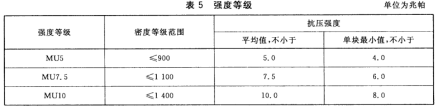 表 5 强度等级 单位为兆帕
强度等级 密度等级范围 抗压强度
平均值,不小于 单块最小值,不小于
MU5 ≤900 5.0 4.0
MU7.5 ≤1 100 7.5 6.0
MU10 ≤1 400 10.0 8.0